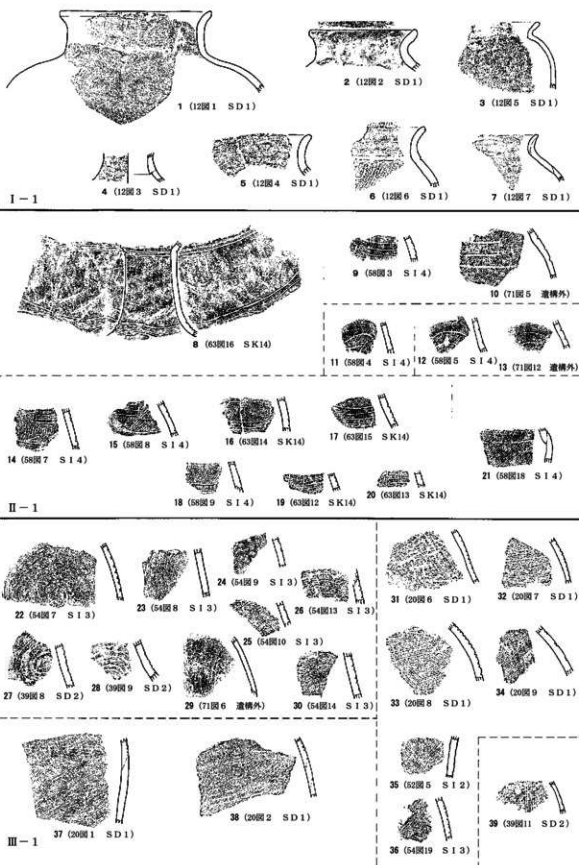 1 (12図1 SD1)
2 (12図2 SD1)
3 (12図5 SD1)
4 (12図3 SD1)
5 (12図4 SD1)
6 (12図6 SD1)
7 (12図7 SD1)
Ⅰ-1
8 (63図16 SK14)
9 (58図3 SI4)
10 (71図5 遺構外)
11 (58図4 SI4)
12 (58図5 SI4)
13 (71図12 遺構外)
14 (58図7 SI4)
15 (58図8 SI4)
16 (63図14 SK14)
17 (63図15 SK14)
18 (58図9 SI4)
19 (63図12 SK14)
20 (63図13 SK14)
21 (58図18 SI4)
Ⅱ-1
22 (54図7 SI3)
23 (54図8 SI3)
24 (54図9 SI3)
25 (54図10 SI3)
26 (54図13 SI3)
27 (39図8 SD2)
28 (39図9 SD2)
29 (71図6 遺構外)
30 (54図14 SI3)
31 (20図6 SD1)
32 (20図7 SD1)
33 (20図8 SD1)
34 (20図9 SD1)
35 (52図5 SI2)
36 (54図19 SI3)
37 (20図1 SD1)
38 (20図2 SD1)
39 (39図11 SD2)
Ⅲ-1